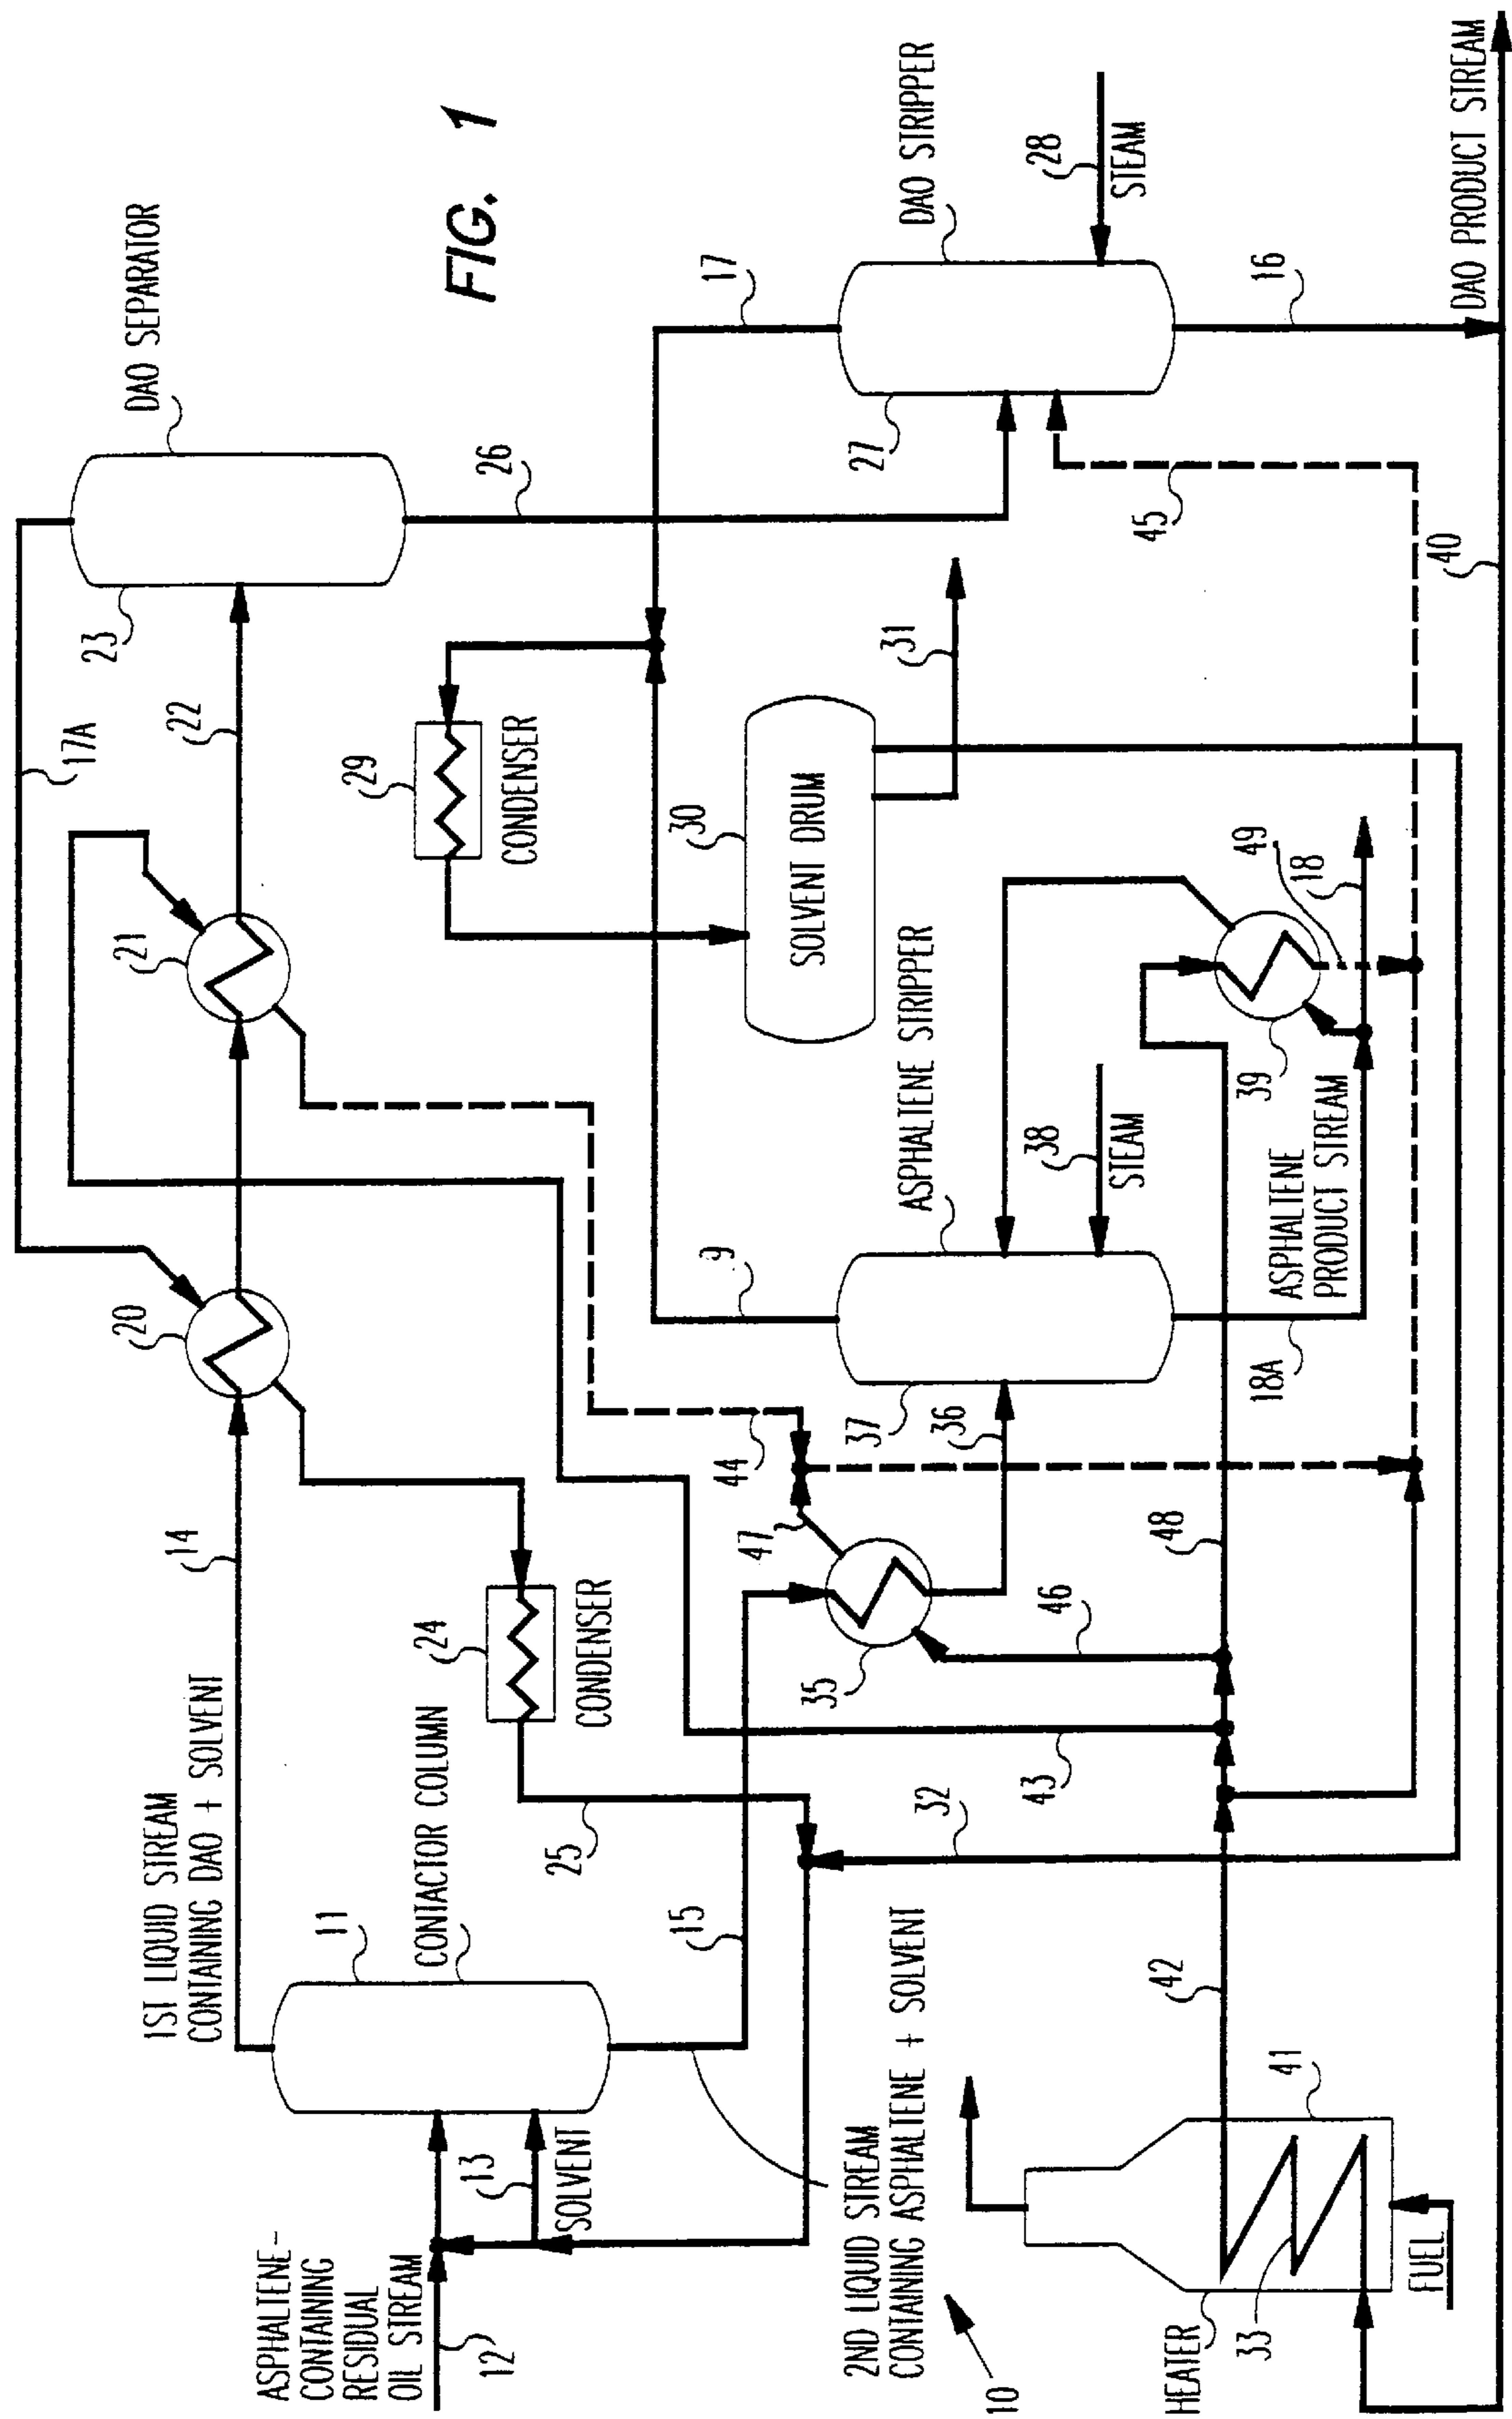 FIG. 1
DAO SEPARATOR
17A
22
23
26
21
20
14
1ST LIQUID STREAM
CONTAINING DAO + SOLVENT
11
CONTACTOR COLUMN
ASPHALTENE-
CONTAINING
RESIDUAL
OIL STREAM
12
13
SOLVENT
24
CONDENSER
25
29
CONDENSER
30
SOLVENT DRUM
31
17
DAO STRIPPER
27
28
STEAM
16
DAO PRODUCT STREAM
45
40
9
ASPHALTENE STRIPPER
37
38
STEAM
36
44
47
35
15
46
43
48
32
2ND LIQUID STREAM
CONTAINING ASPHALTENE + SOLVENT
39
49
18
ASPHALTENE
PRODUCT STREAM
18A
42
41
HEATER
33
FUEL
10